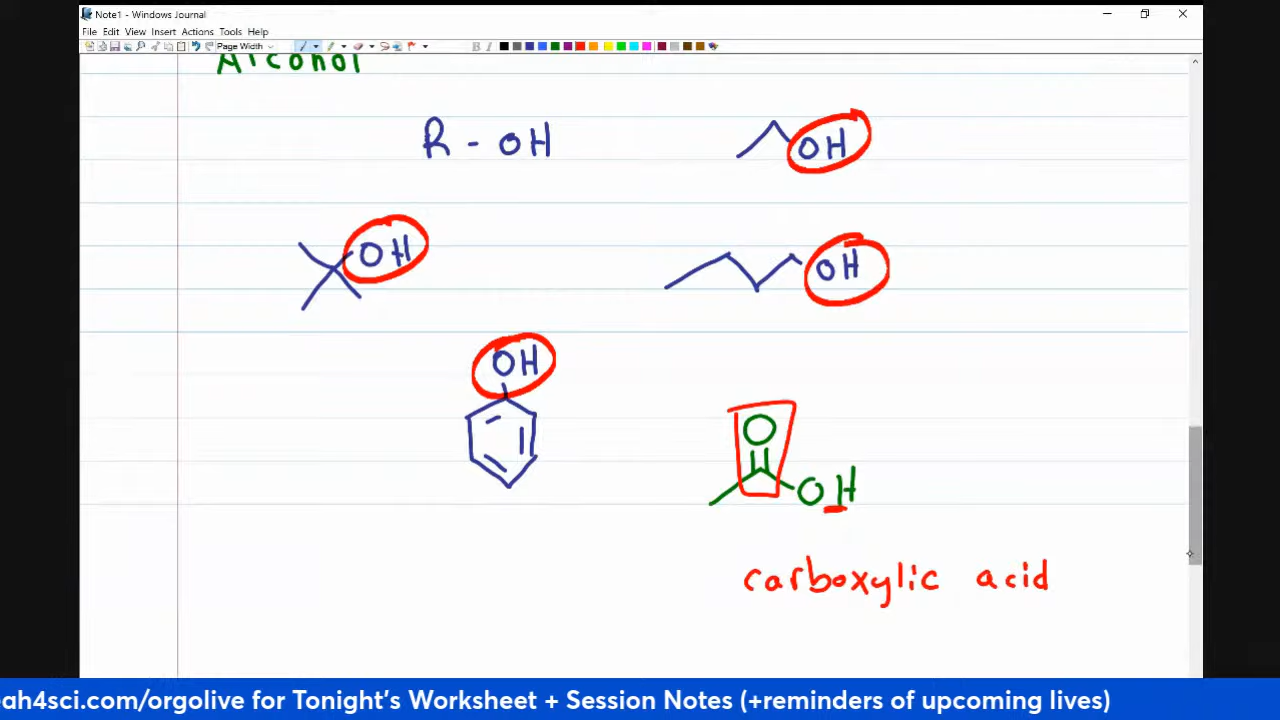 Note1 - Windows Journal
File Edit View Insert Actions Tools Help
Page Width
B I
Alcohol
R - OH
OH
OH
OH
OH
O
OH
carboxylic acid
eah4sci.com/orgolive for Tonight's Worksheet + Session Notes (+reminders of upcoming lives)